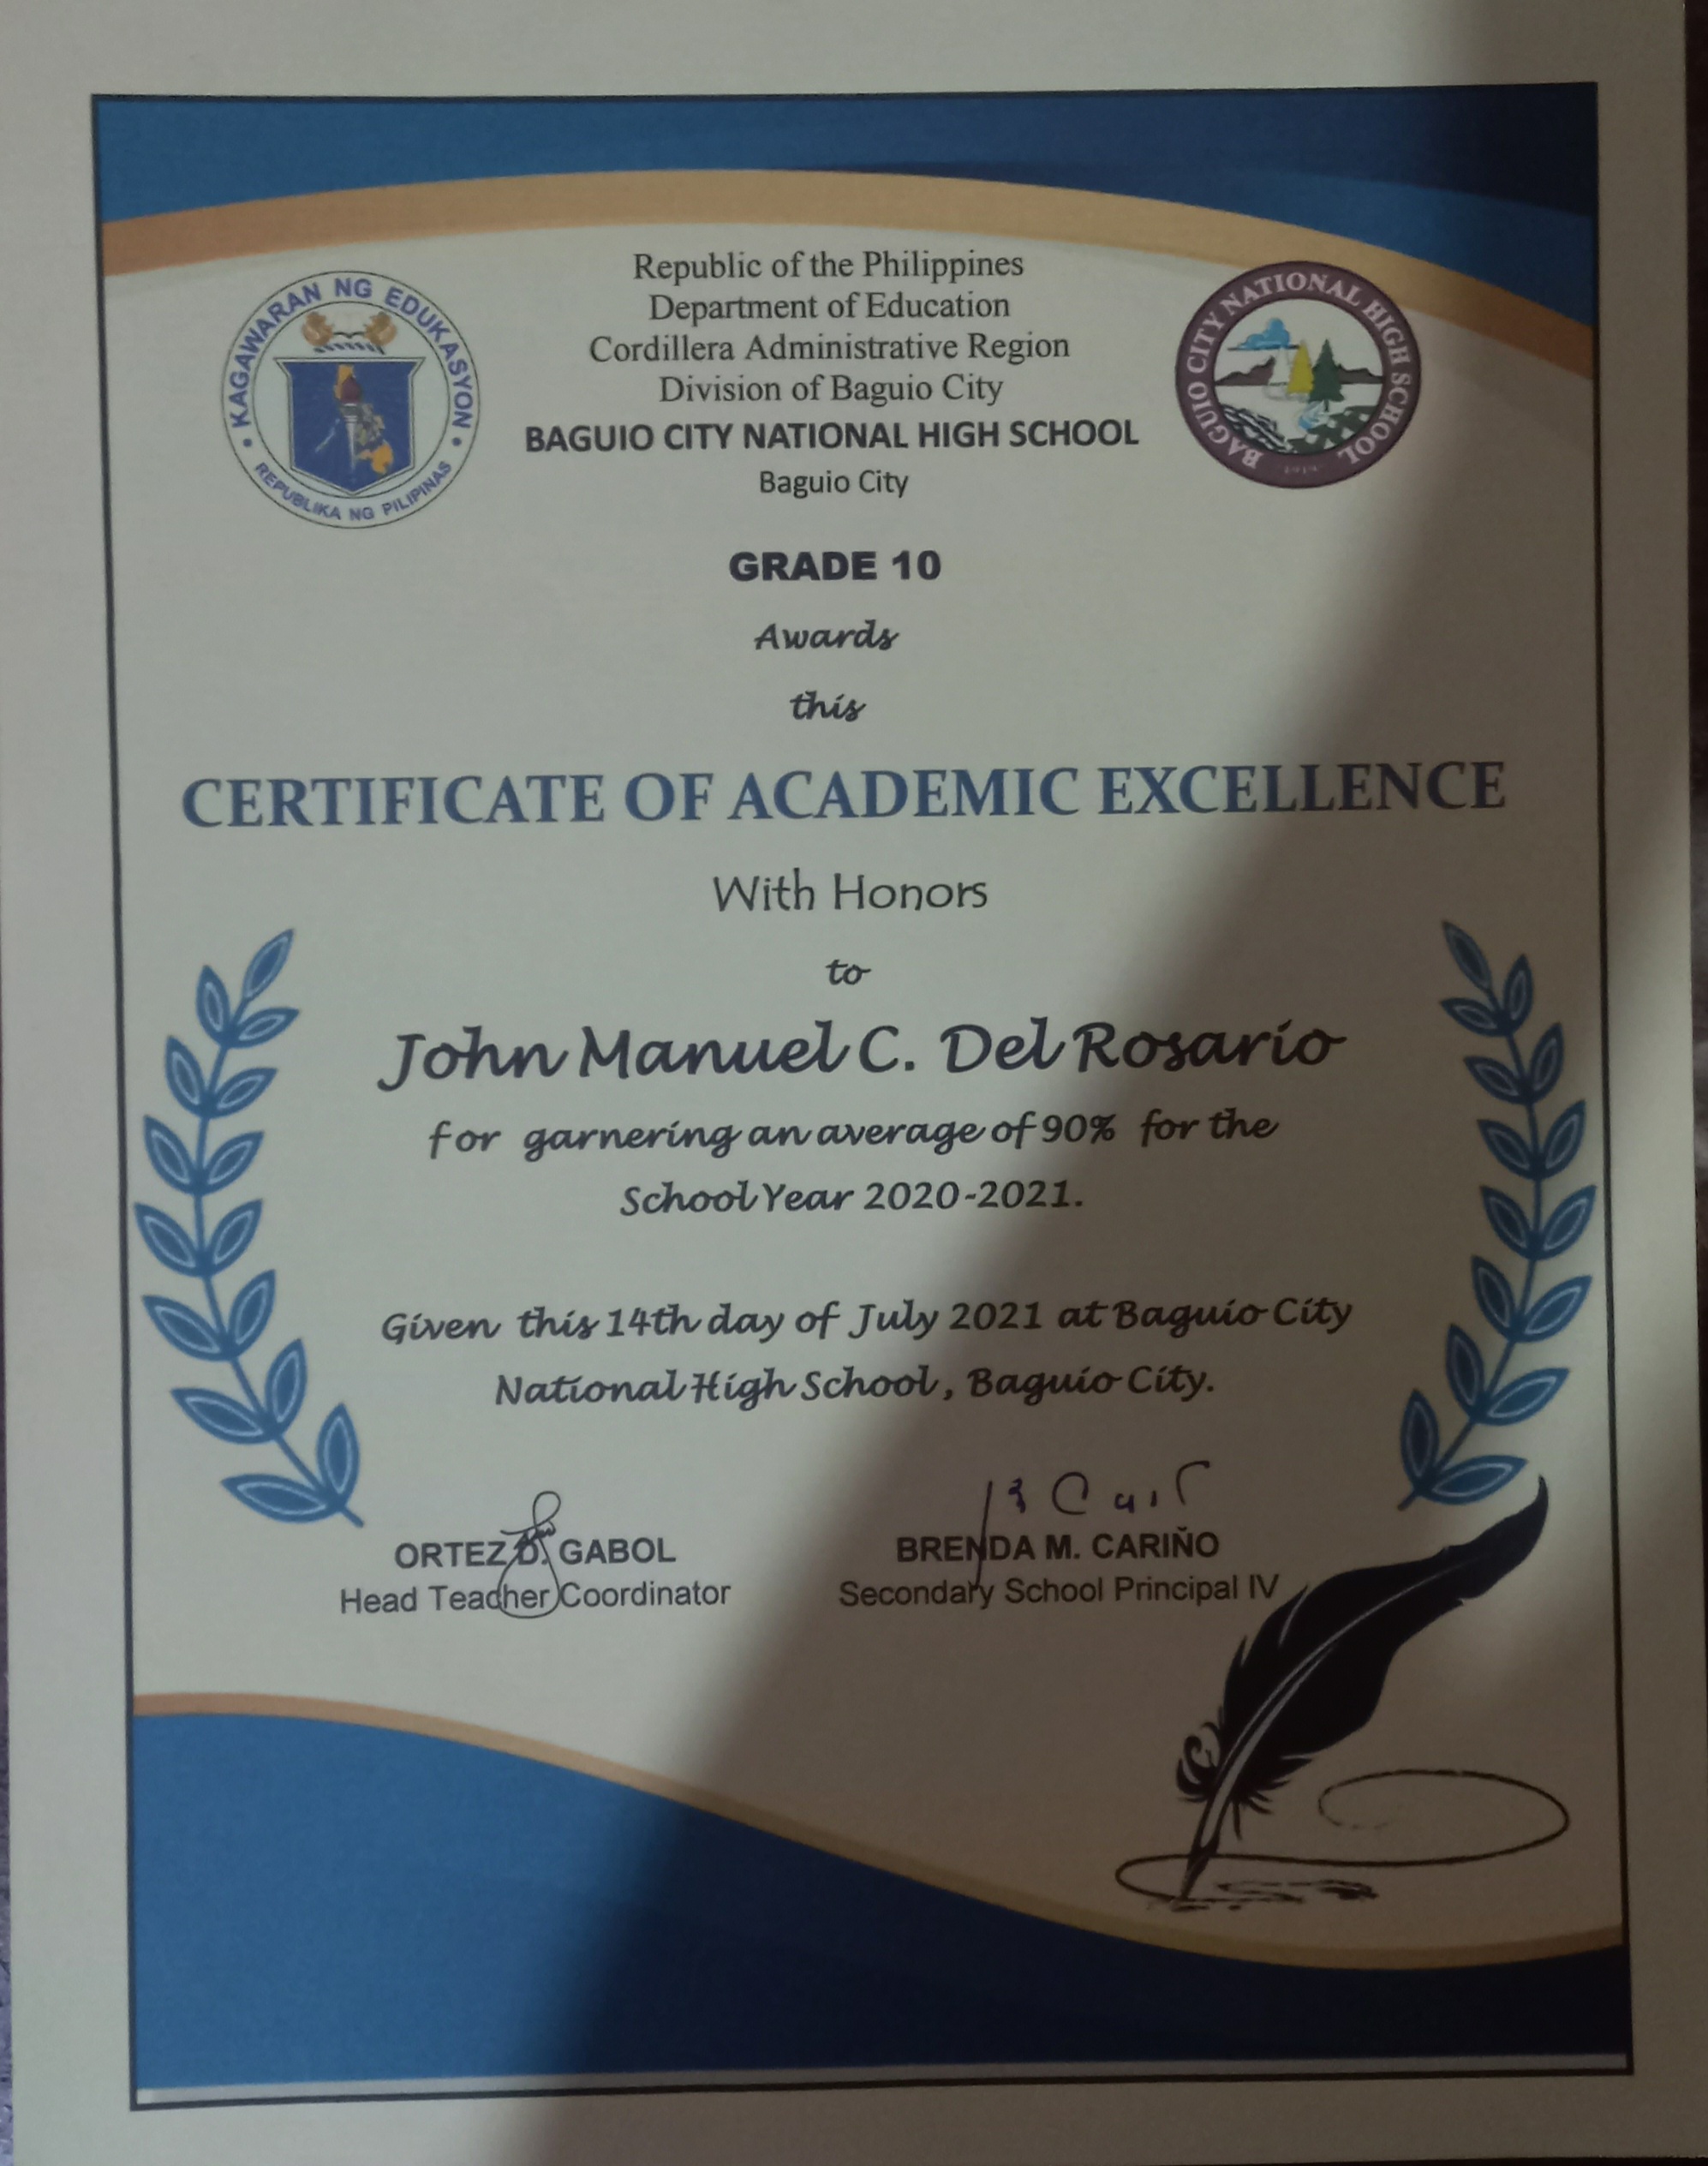 Republic of the Philippines
Department of Education
Cordillera Administrative Region
Division of Baguio City
BAGUIO CITY NATIONAL HIGH SCHOOL
Baguio City
KAGAWARAN NG EDUKASYON
REPUBLIKA NG PILIPINAS
BAGUIO CITY NATIONAL HIGH SCHOOL
GRADE 10
Awards
this
CERTIFICATE OF ACADEMIC EXCELLENCE
With Honors
to
John Manuel C. Del Rosario
for garnering an average of 90% for the
School Year 2020-2021.
Given this 14th day of July 2021 at Baguio City
National High School, Baguio City.
ORTEZ D. GABOL
Head Teacher Coordinator
BRENDA M. CARIÑO
Secondary School Principal IV